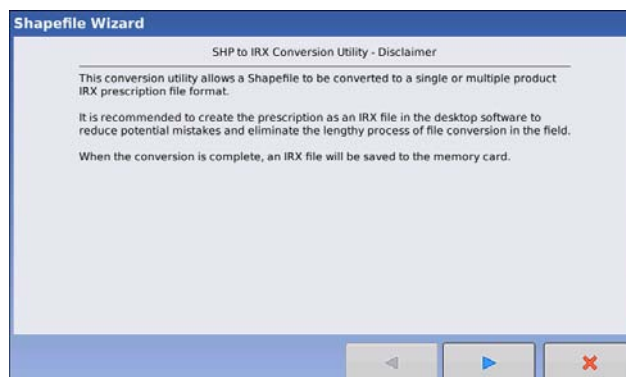 Shapefile Wizard
SHP to IRX Conversion Utility - Disclaimer
This conversion utility allows a Shapefile to be converted to a single or multiple product
IRX prescription file format.
It is recommended to create the prescription as an IRX file in the desktop software to
reduce potential mistakes and eliminate the lengthy process of file conversion in the field.
When the conversion is complete, an IRX file will be saved to the memory card.